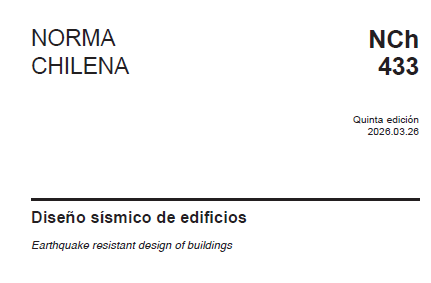 NORMA
CHILENA
NCh
433
Quinta edición
2026.03.26
Diseño sísmico de edificios
Earthquake resistant design of buildings